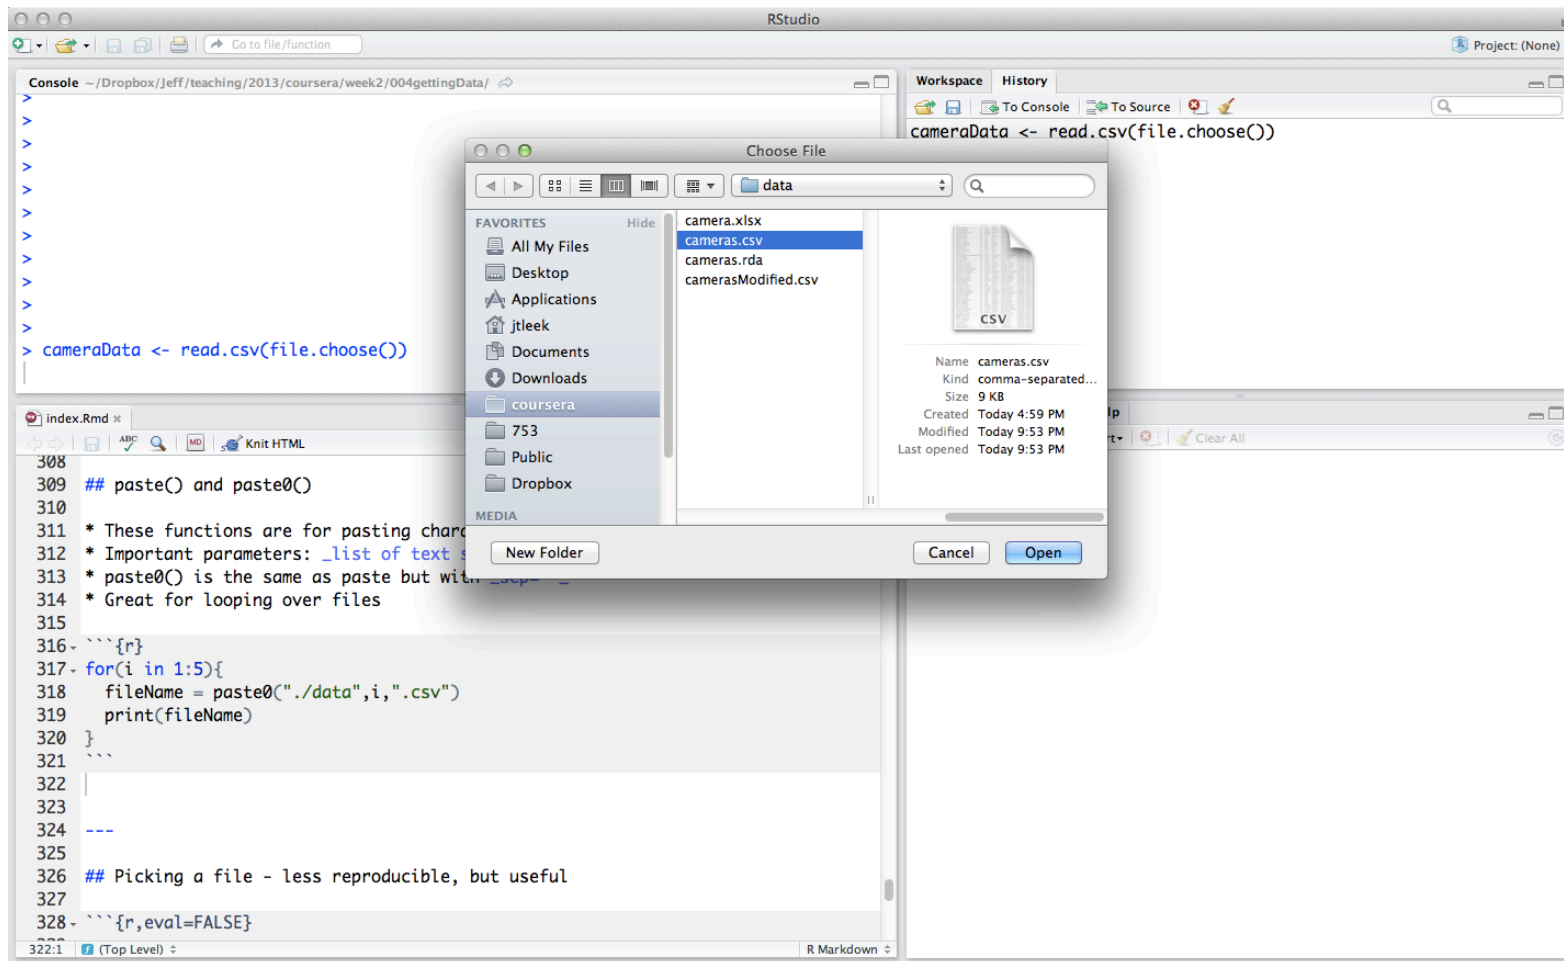 RStudio
Go to file/function
Project: (None)
Console ~/Dropbox/Jeff/teaching/2013/coursera/week2/004gettingData/
>
>
>
>
>
>
>
>
>
>
>
> cameraData <- read.csv(file.choose())
Workspace History
To Console To Source
cameraData <- read.csv(file.choose())
Choose File
data
FAVORITES Hide
All My Files
Desktop
Applications
jtleek
Documents
Downloads
coursera
753
Public
Dropbox
MEDIA
camera.xlsx
cameras.csv
cameras.rda
camerasModified.csv
CSV
Name cameras.csv
Kind comma-separated...
Size 9 KB
Created Today 4:59 PM
Modified Today 9:53 PM
Last opened Today 9:53 PM
New Folder
Cancel
Open
lp
Clear All
index.Rmd
ABC MD Knit HTML
308
309 ## paste() and paste0()
310
311 * These functions are for pasting chara
312 * Important parameters: _list of text s
313 * paste0() is the same as paste but with
314 * Great for looping over files
315
316 ```{r}
317 for(i in 1:5){
318 fileName = paste0("./data",i,".csv")
319 print(fileName)
320 }
321 ```
322
323
324 ---
325
326 ## Picking a file - less reproducible, but useful
327
328 ```{r,eval=FALSE}
322:1 (Top Level) R Markdown